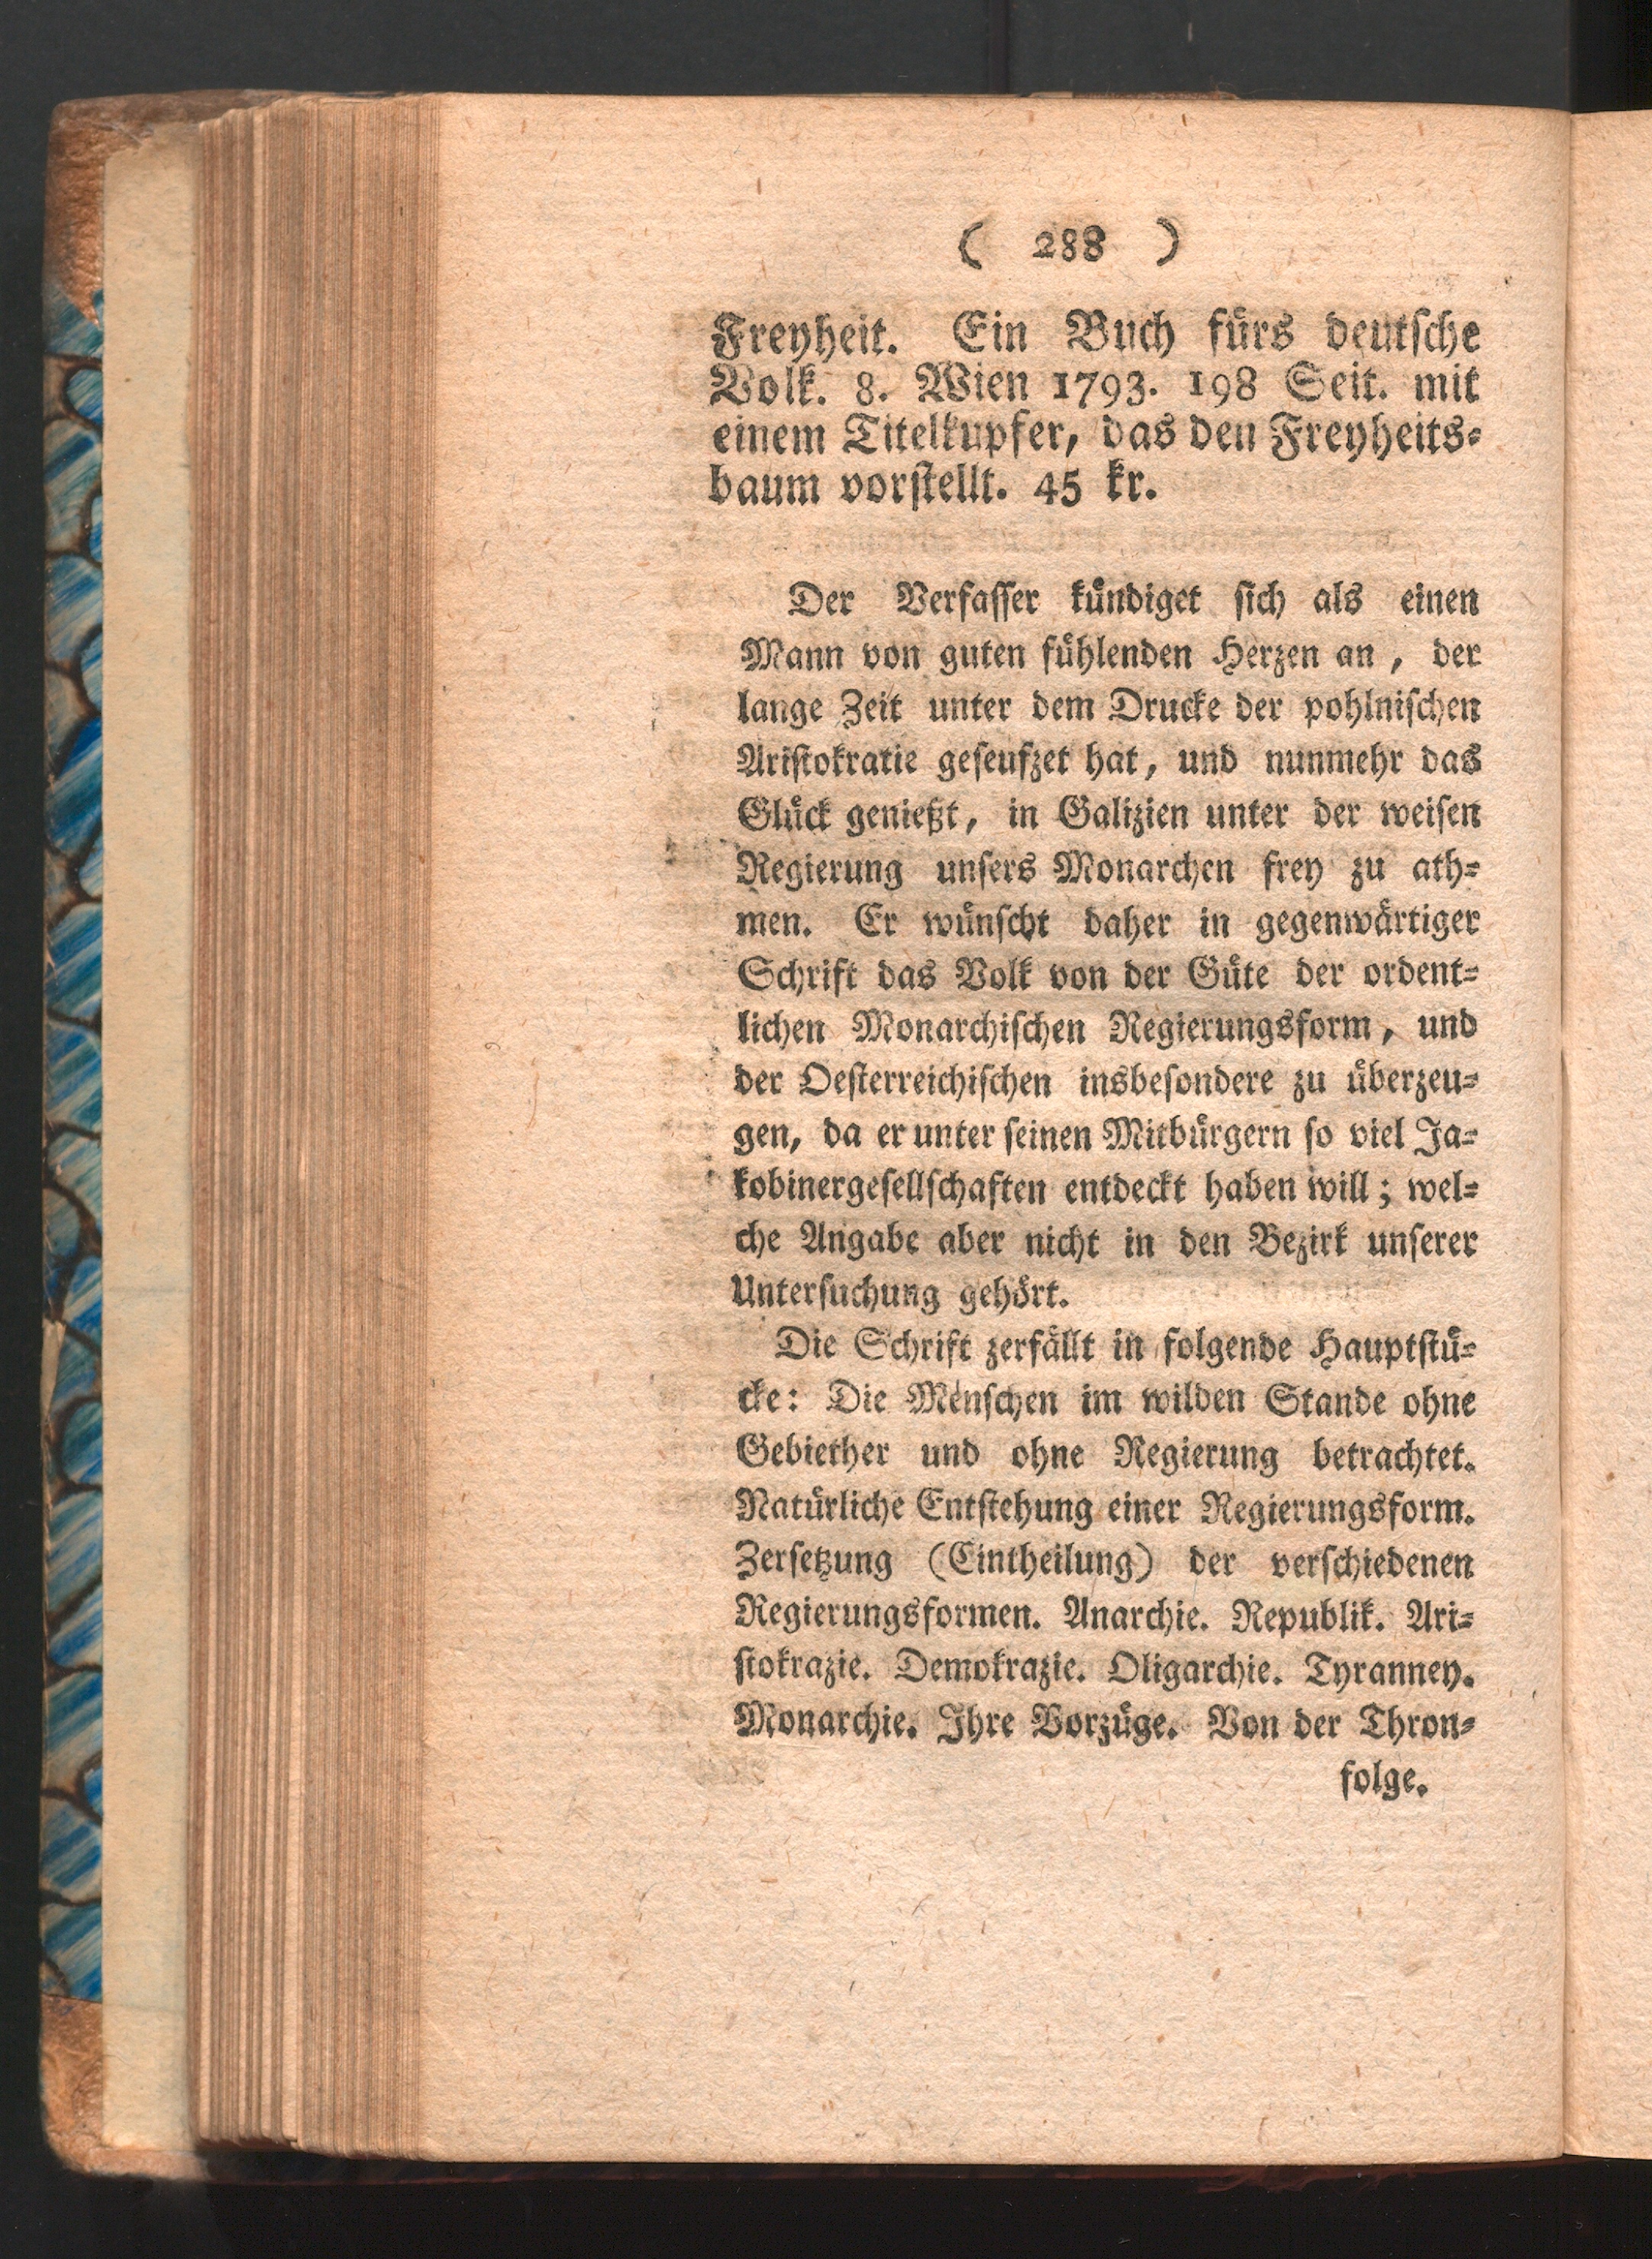 ( 288 )
Freyheit. Ein Buch fürs deutsche
Volk. 8. Wien 1793. 198 Seit. mit
einem Titelkupfer, das den Freyheits-
baum vorstellt. 45 kr.
Der Verfasser kündiget sich als einen
Mann von guten fühlenden Herzen an, der
lange Zeit unter dem Drucke der pohlnischen
Aristokratie geseufzet hat, und nunmehr das
Glück genießt, in Galizien unter der weisen
Regierung unsers Monarchen frey zu ath-
men. Er wünscht daher in gegenwärtiger
Schrift das Volk von der Güte der ordent-
lichen Monarchischen Regierungsform, und
der Oesterreichischen insbesondere zu überzeu-
gen, da er unter seinen Mitbürgern so viel Ja-
kobinergesellschaften entdeckt haben will; wel-
che Angabe aber nicht in den Bezirk unserer
Untersuchung gehört.
Die Schrift zerfällt in folgende Hauptstü-
cke: Die Menschen im wilden Stande ohne
Gebiether und ohne Regierung betrachtet.
Natürliche Entstehung einer Regierungsform.
Zersetzung (Eintheilung) der verschiedenen
Regierungsformen. Anarchie. Republik. Ari-
stokrazie. Demokrazie. Oligarchie. Tyranney.
Monarchie. Ihre Vorzüge. Von der Thron-
folge.